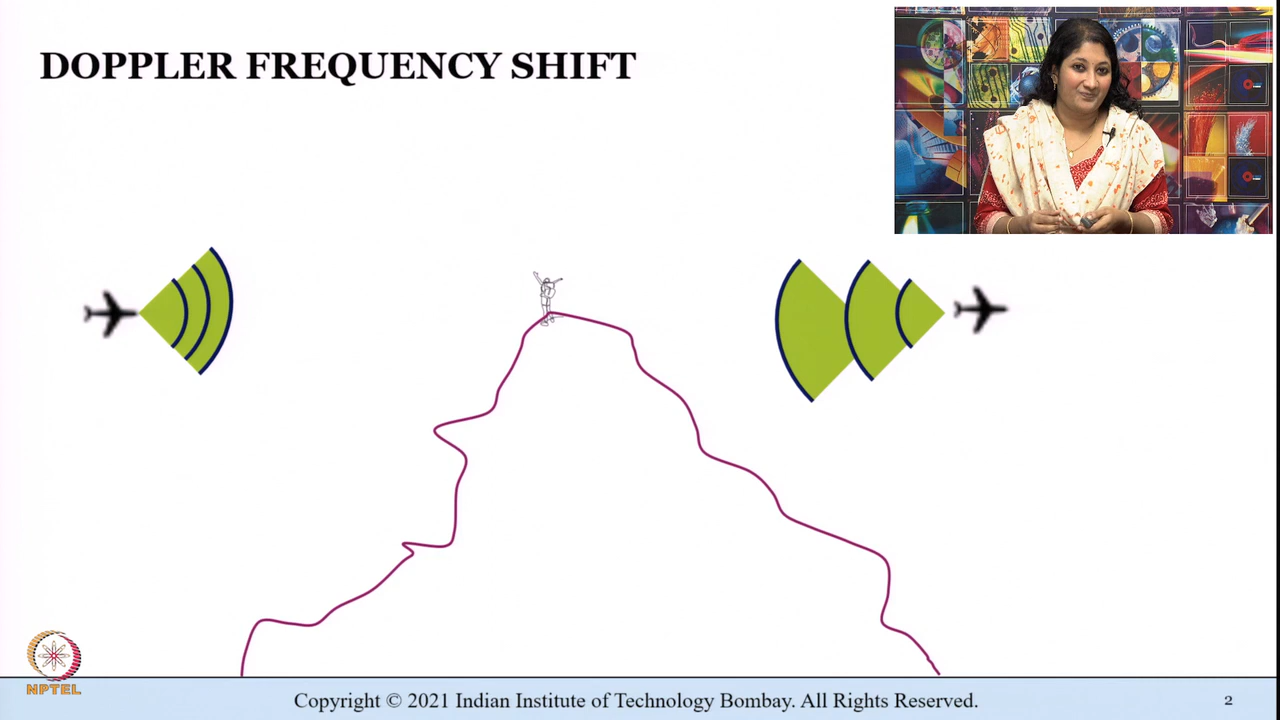 DOPPLER FREQUENCY SHIFT
NPTEL
Copyright © 2021 Indian Institute of Technology Bombay. All Rights Reserved.
2